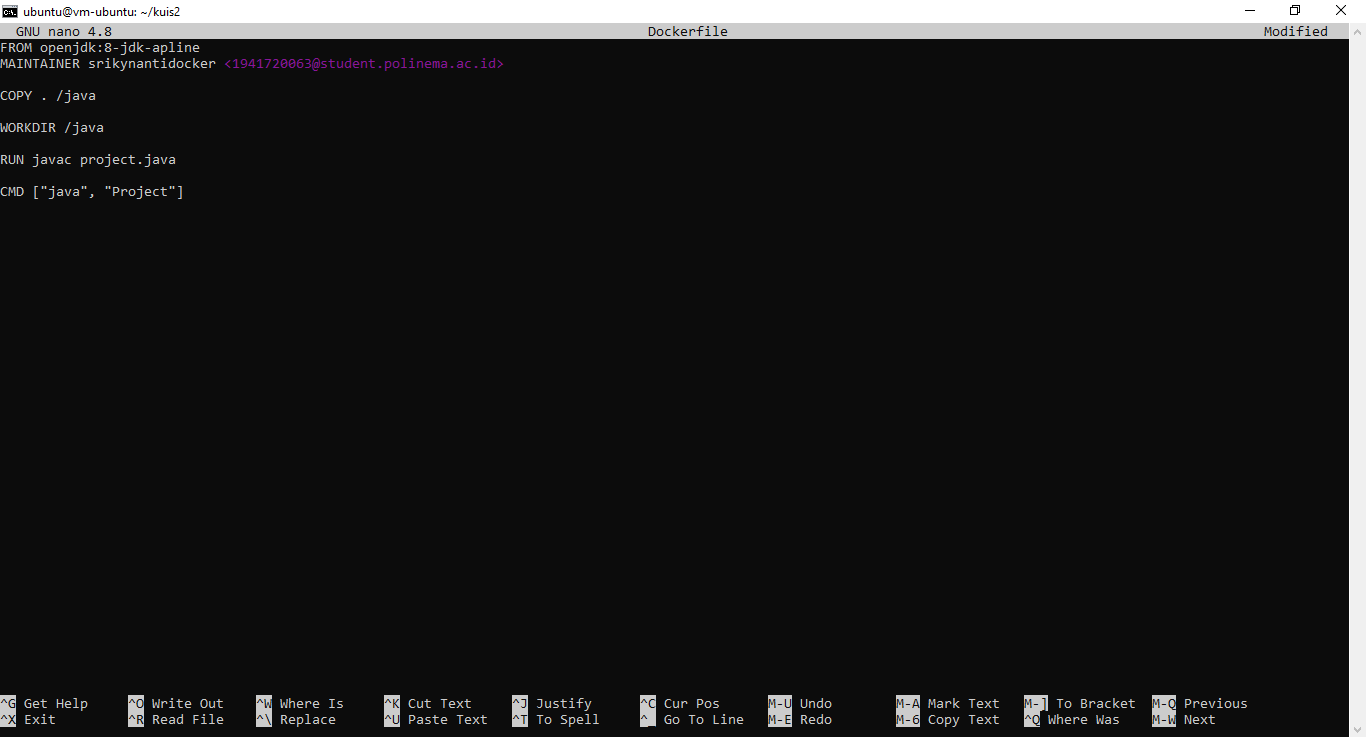 ubuntu@vm-ubuntu: ~/kuis2
GNU nano 4.8 Dockerfile Modified
FROM openjdk:8-jdk-apline
MAINTAINER srikynantidocker <1941720063@student.polinema.ac.id>
COPY . /java
WORKDIR /java
RUN javac project.java
CMD ["java", "Project"]
^G Get Help ^O Write Out ^W Where Is ^K Cut Text ^J Justify ^C Cur Pos M-U Undo M-A Mark Text M-] To Bracket M-Q Previous
^X Exit ^R Read File ^\ Replace ^U Paste Text ^T To Spell ^_ Go To Line M-E Redo M-6 Copy Text ^Q Where Was M-W Next